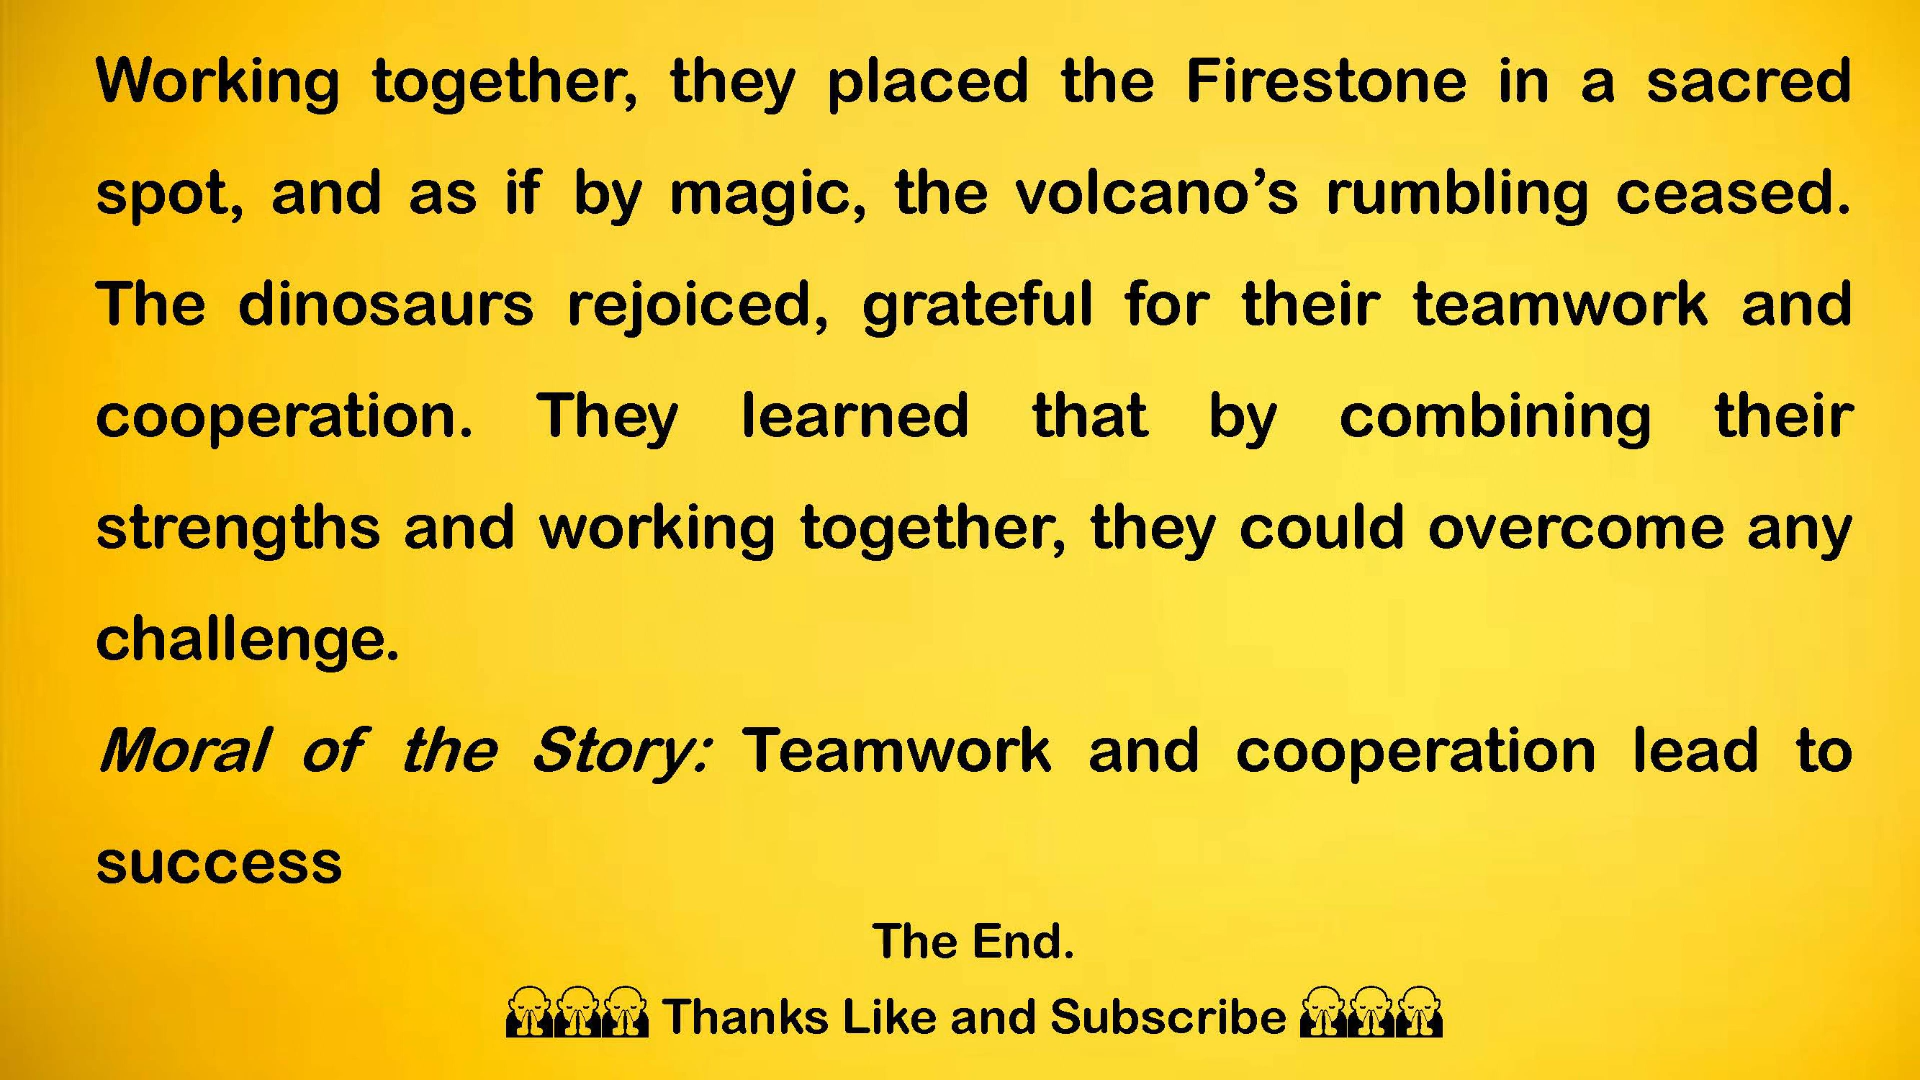 Working together, they placed the Firestone in a sacred
spot, and as if by magic, the volcano’s rumbling ceased.
The dinosaurs rejoiced, grateful for their teamwork and
cooperation. They learned that by combining their
strengths and working together, they could overcome any
challenge.
Moral of the Story: Teamwork and cooperation lead to
success
The End.
Thanks Like and Subscribe